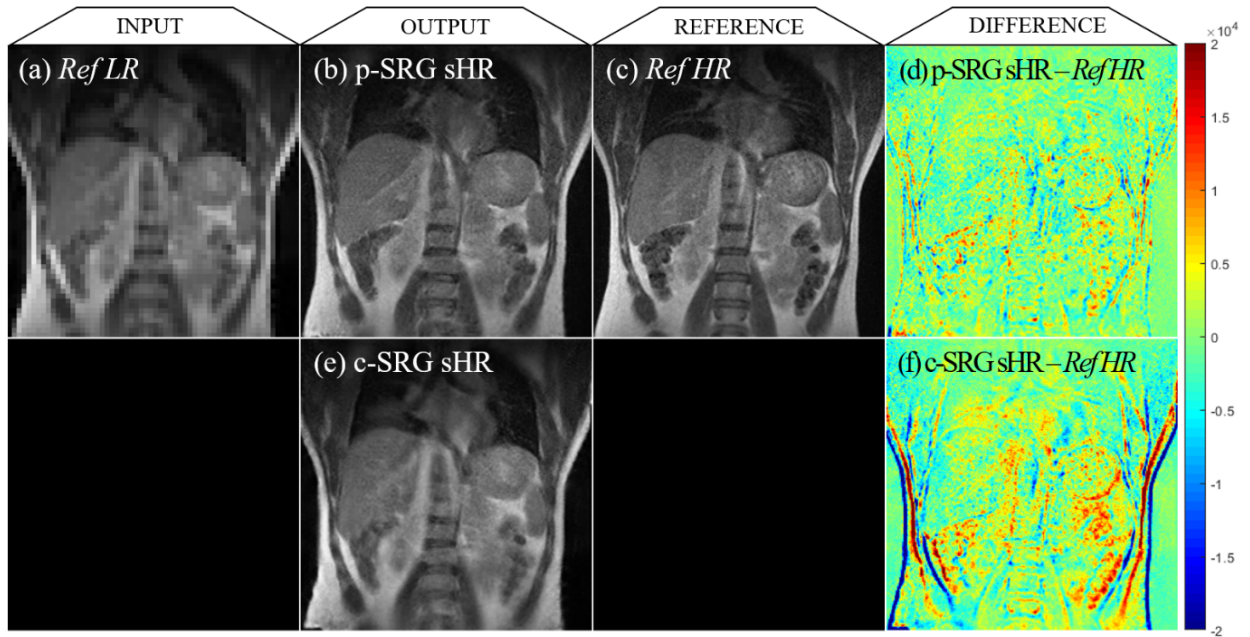 INPUT
OUTPUT
REFERENCE
DIFFERENCE
×10⁴
(a) Ref LR
(b) p-SRG sHR
(c) Ref HR
(d) p-SRG sHR – Ref HR
2
1.5
1
0.5
0
-0.5
-1
-1.5
-2
(e) c-SRG sHR
(f) c-SRG sHR – Ref HR